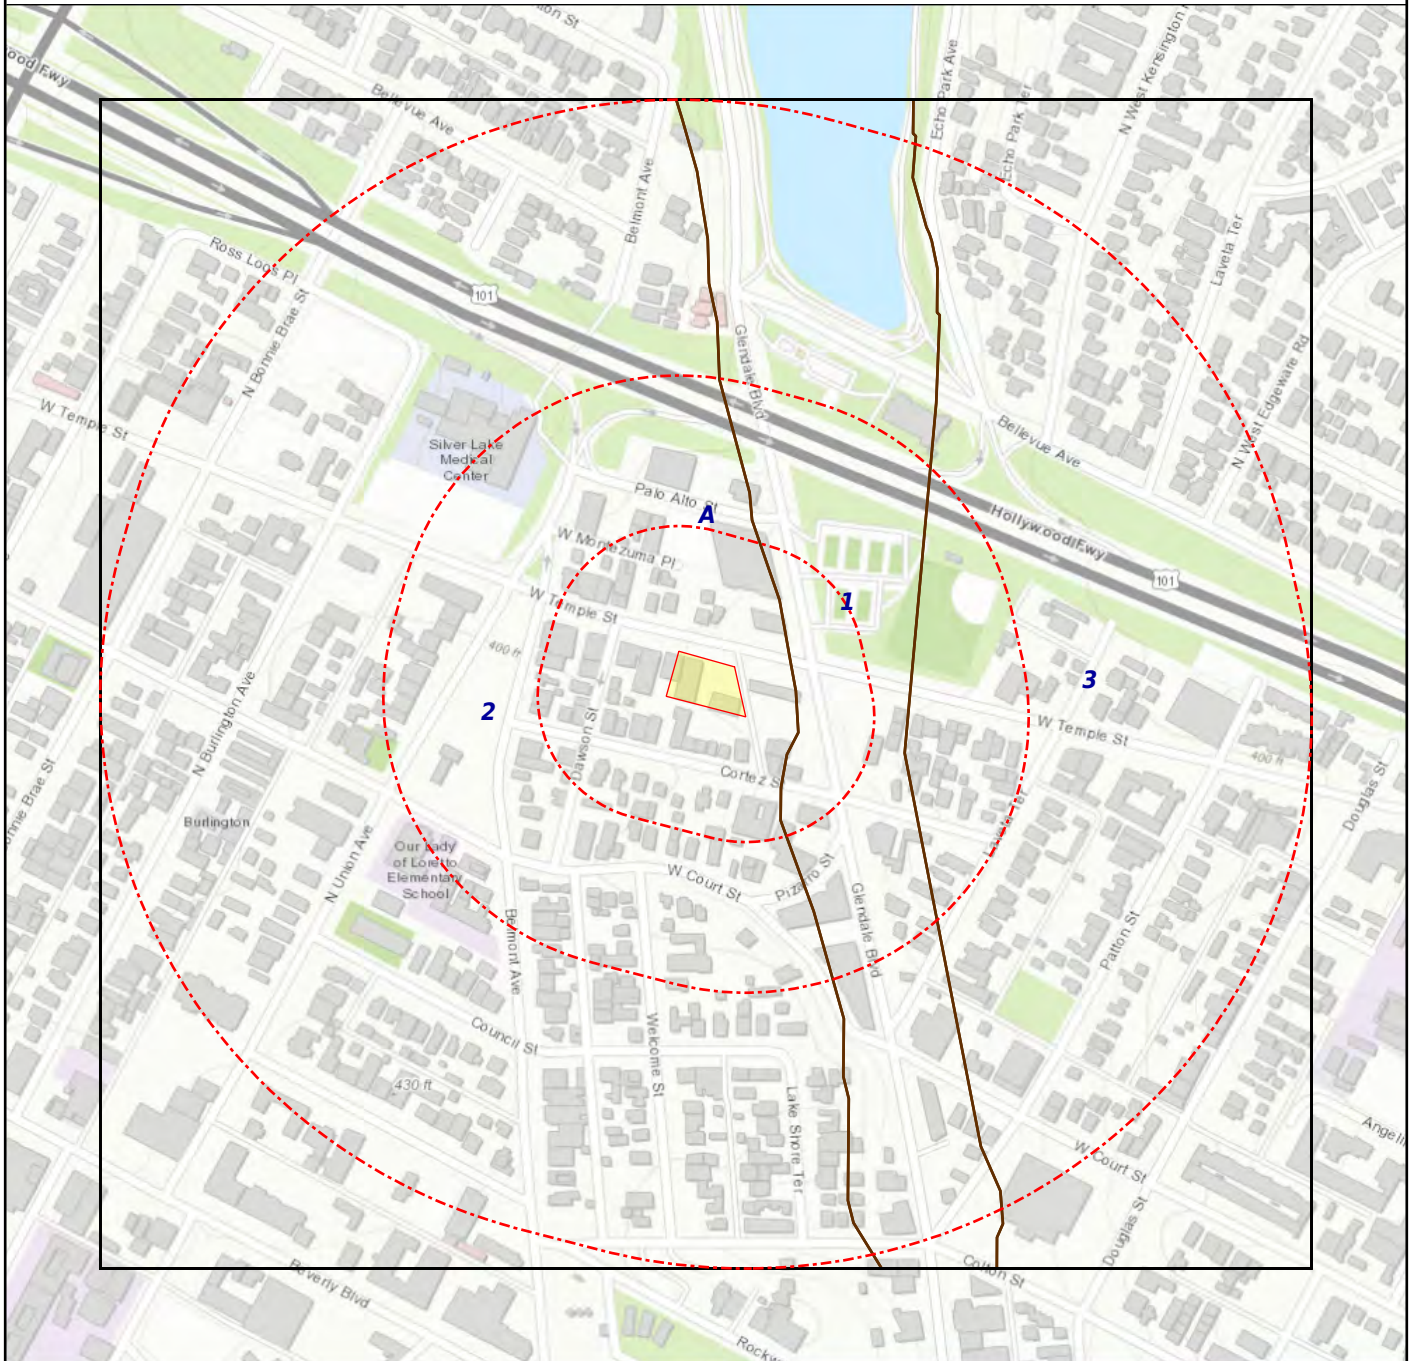 Bellevue Ave
Echo Park Ave
Echo Park Ter
N West Kensington
Belmont Ave
Laveta Ter
Ross Loos Pl
101
N Bonnie Brae St
Glendale Blvd
N West Edgeware Rd
W Temple St
Silver Lake
Medical
Center
Bellevue Ave
Palo Alto St
A
Hollywood Fwy
W Montezuma Pl
101
W Temple St
1
400 ft
3
2
N Burlington Ave
W Temple St
Dawson St
Cortez St
400 ft
Douglas St
Burlington
Laveta Ter
N Union Ave
Our Lady
of Loretto
Elementary
School
W Court St
Pizarro St
Glendale Blvd
Belmont Ave
Patton St
Council St
Welcome St
430 ft
Lake Shore Ter
W Court St
Douglas St
Colton St
Beverly Blvd